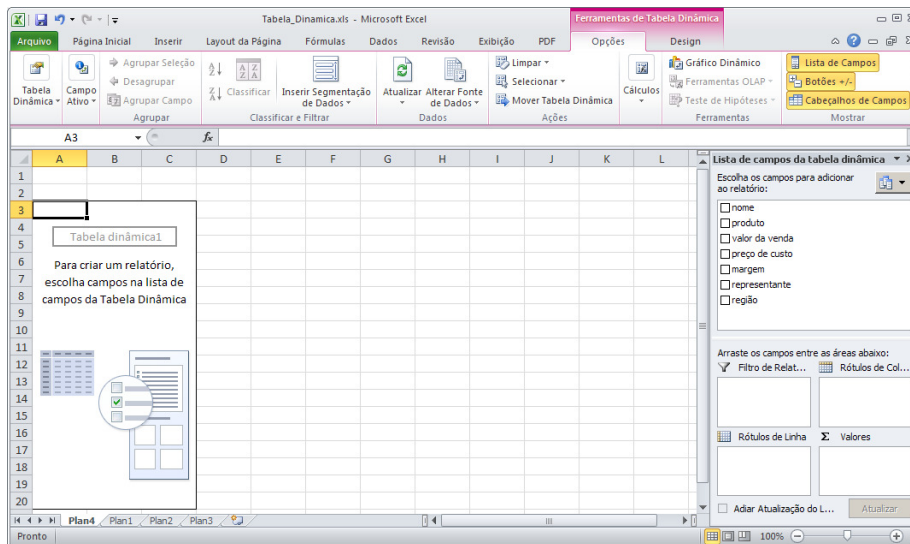 Tabela_Dinamica.xls - Microsoft Excel
Ferramentas de Tabela Dinâmica
Arquivo Página Inicial Inserir Layout da Página Fórmulas Dados Revisão Exibição PDF Opções Design
Tabela Dinâmica
Campo Ativo
Agrupar Seleção
Desagrupar
Agrupar Campo
Agrupar
Classificar
Inserir Segmentação de Dados
Classificar e Filtrar
Atualizar
Alterar Fonte de Dados
Dados
Limpar
Selecionar
Mover Tabela Dinâmica
Ações
Cálculos
Gráfico Dinâmico
Ferramentas OLAP
Teste de Hipóteses
Ferramentas
Lista de Campos
Botões +/-
Cabeçalhos de Campos
Mostrar
A3 fx
A B C D E F G H I J K L
1
2
3
4
5
6
7
8
9
10
11
12
13
14
15
16
17
18
19
20
Tabela dinâmica1
Para criar um relatório,
escolha campos na lista de
campos da Tabela Dinâmica
Lista de campos da tabela dinâmica
Escolha os campos para adicionar
ao relatório:
nome
produto
valor da venda
preço de custo
margem
representante
região
Arraste os campos entre as áreas abaixo:
Filtro de Relat... Rótulos de Col...
Rótulos de Linha Σ Valores
Adiar Atualização do L... Atualizar
Plan4 Plan1 Plan2 Plan3
Pronto 100%